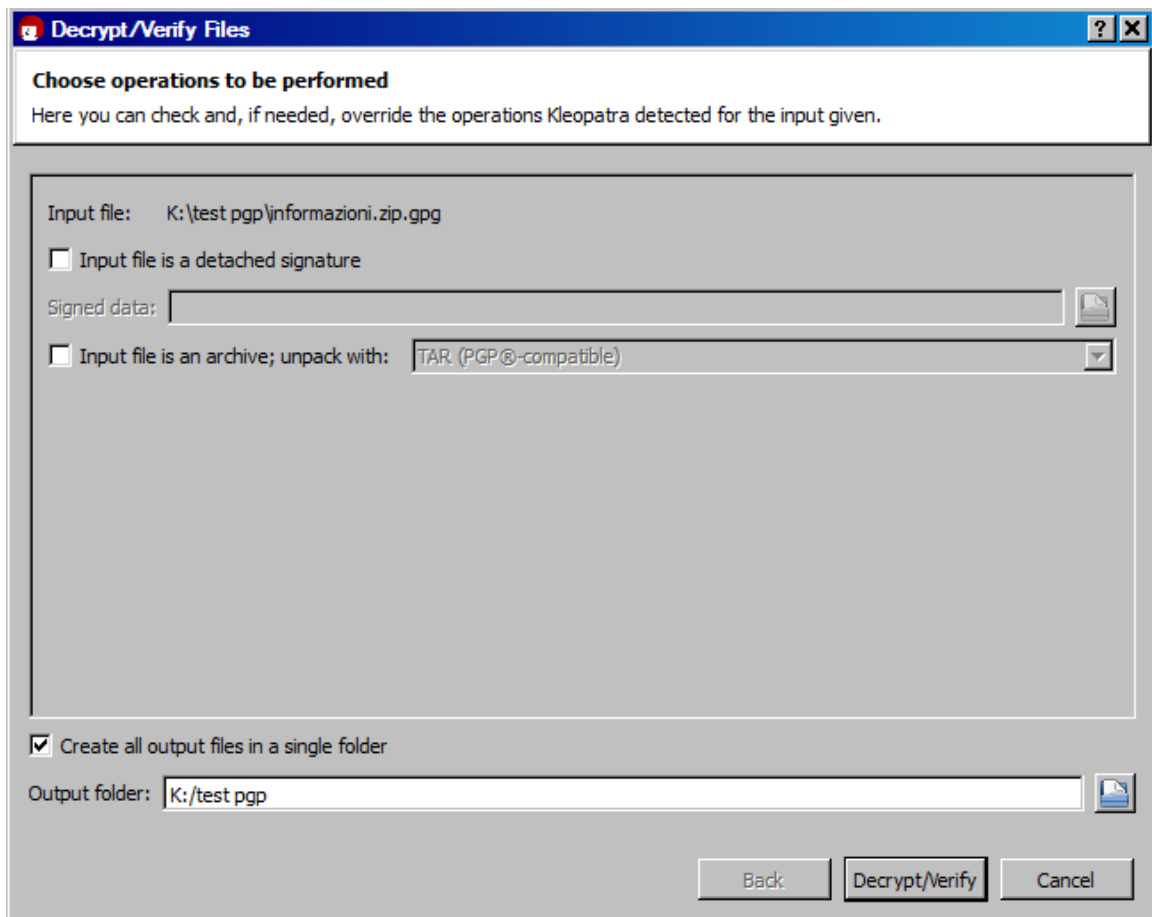 Decrypt/Verify Files
Choose operations to be performed
Here you can check and, if needed, override the operations Kleopatra detected for the input given.
Input file: K:\test pgp\informazioni.zip.gpg
Input file is a detached signature
Signed data:
Input file is an archive; unpack with: TAR (PGP®-compatible)
Create all output files in a single folder
Output folder: K:/test pgp
Back Decrypt/Verify Cancel